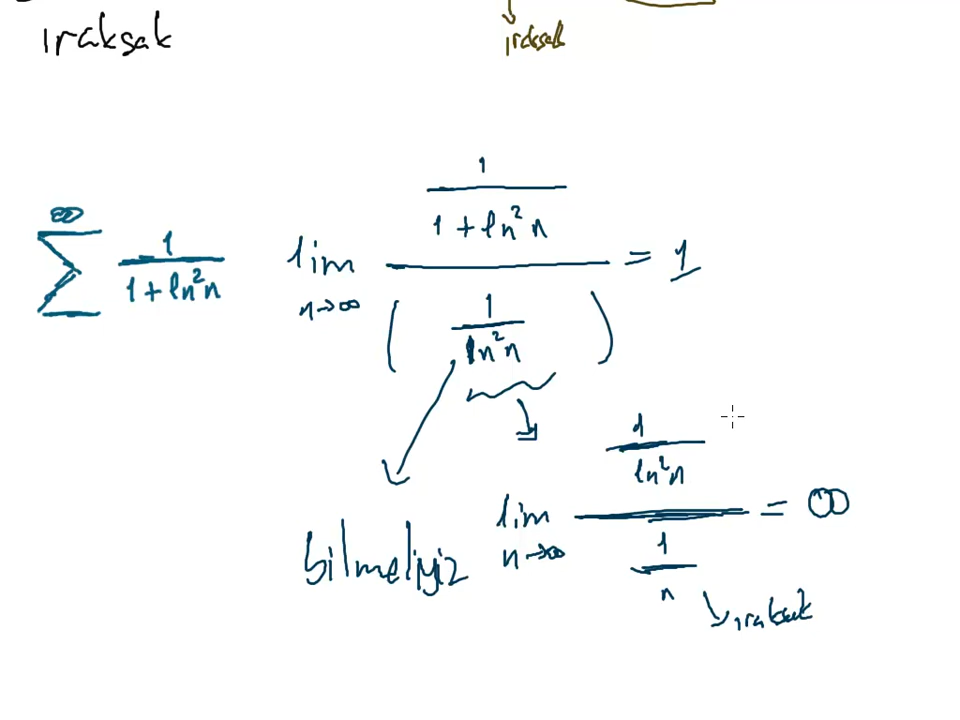 ıraksak
ıraksak
∞
∑ 1/(1+ln²n) lim n→∞ (1/(1+ln²n)) / (1/(ln²n)) = 1
bilmeliyiz lim n→∞ (1/(ln²n)) / (1/n) = ∞
ıraksak